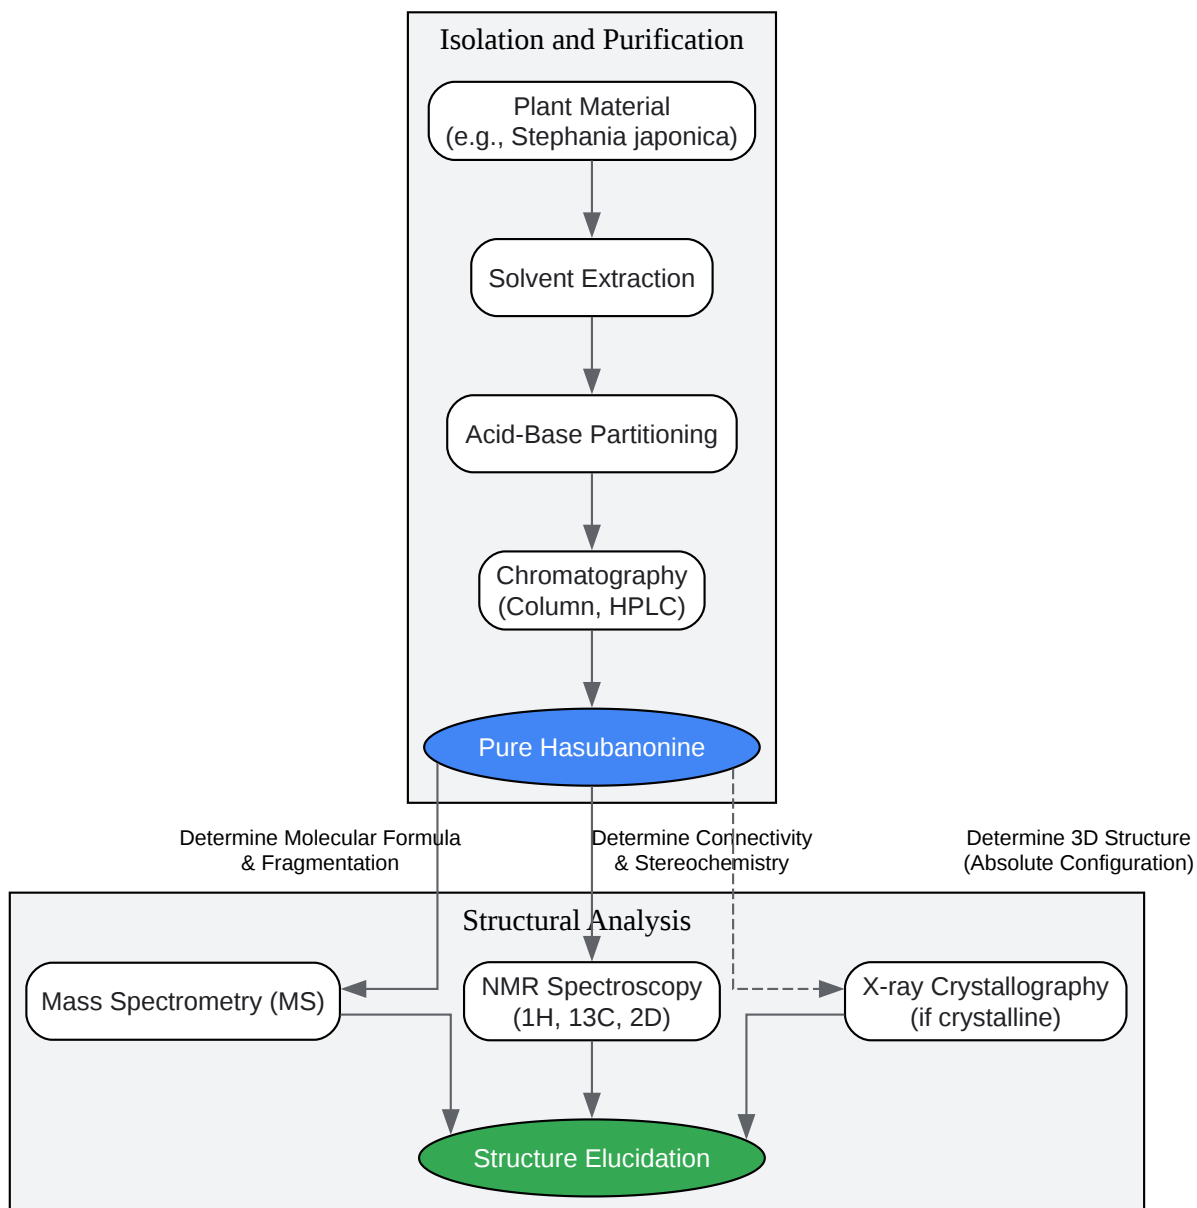 Isolation and Purification
Plant Material
(e.g., Stephania japonica)
Solvent Extraction
Acid-Base Partitioning
Chromatography
(Column, HPLC)
Pure Hasubanonine
Determine Molecular Formula
& Fragmentation
Determine Connectivity
& Stereochemistry
Determine 3D Structure
(Absolute Configuration)
Structural Analysis
Mass Spectrometry (MS)
NMR Spectroscopy
(1H, 13C, 2D)
X-ray Crystallography
(if crystalline)
Structure Elucidation